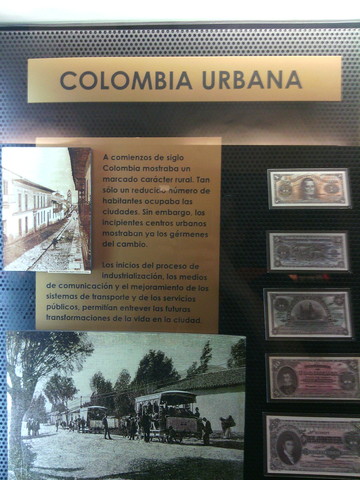 COLOMBIA URBANA
A comienzos de siglo
Colombia mostraba un
marcado carácter rural. Tan
sólo un reducido número de
habitantes ocupaba las
ciudades. Sin embargo, los
incipientes centros urbanos
mostraban ya los gérmenes
del cambio.
Los inicios del proceso de
industrialización, los medios
de comunicación y el mejoramiento de los
sistemas de transporte y de los servicios
públicos, permitían entrever las futuras
transformaciones de la vida en la ciudad.